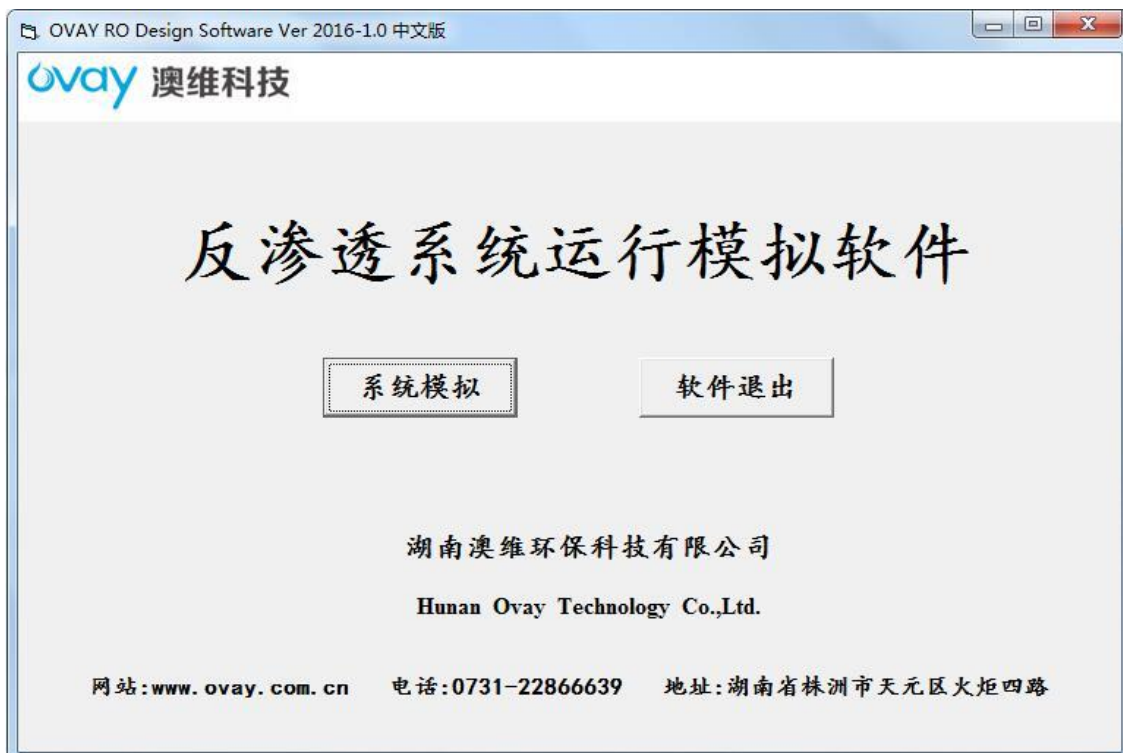 OVAY RO Design Software Ver 2016-1.0 中文版
ovay 澳维科技
反渗透系统运行模拟软件
系统模拟 软件退出
湖南澳维环保科技有限公司
Hunan Ovay Technology Co.,Ltd.
网站:www.ovay.com.cn 电话:0731-22866639 地址:湖南省株洲市天元区火炬四路